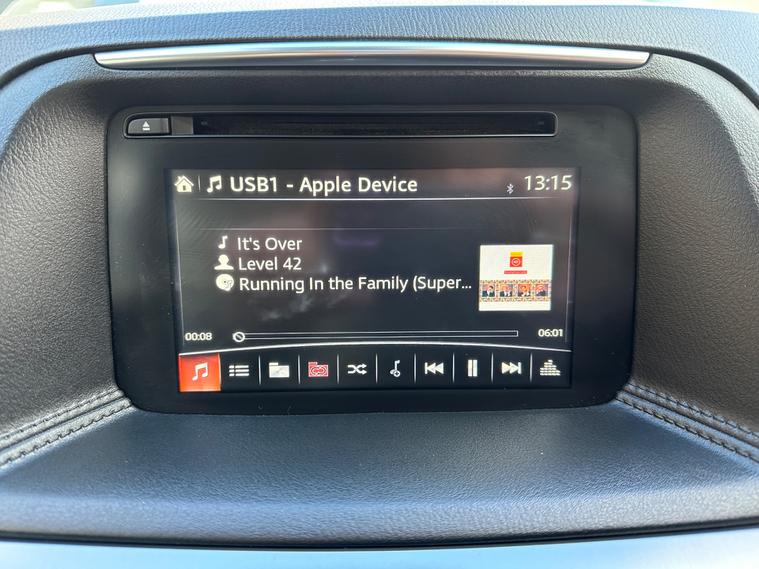 USB1 - Apple Device
13:15
It's Over
Level 42
Running In the Family (Super...
00:08
06:01